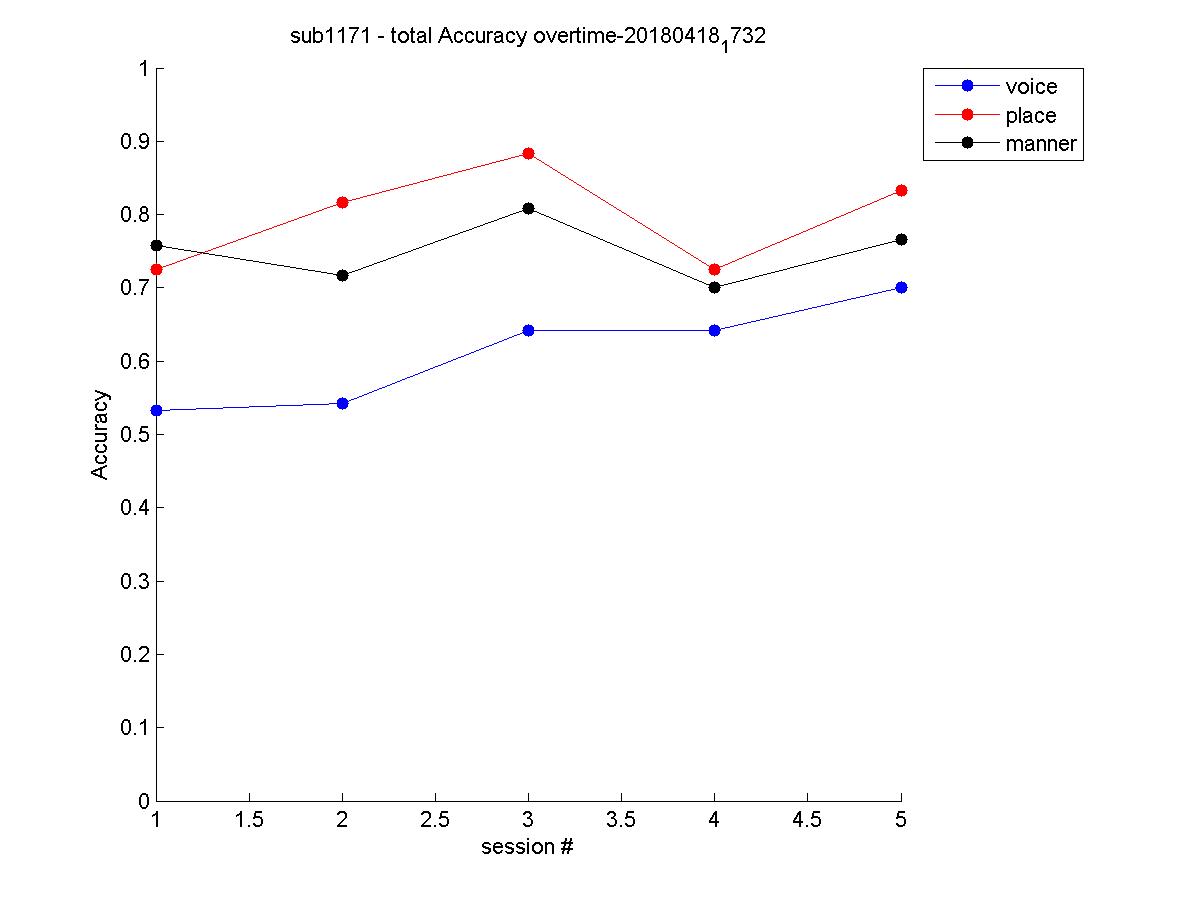 sub1171 - total Accuracy overtime-20180418₁732
voice
place
manner
1
0.9
0.8
0.7
0.6
0.5
0.4
0.3
0.2
0.1
0
Accuracy
1 1.5 2 2.5 3 3.5 4 4.5 5
session #